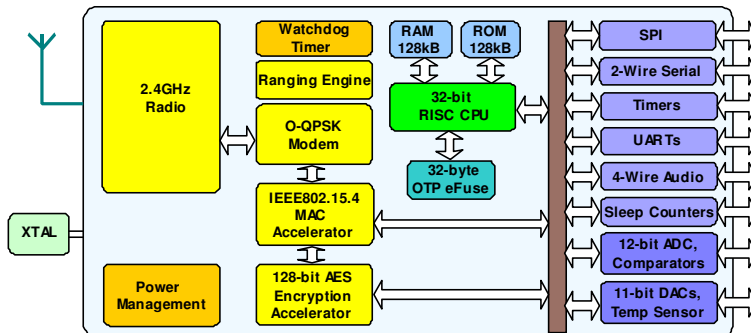 2.4GHz
Radio
XTAL
Power
Management
Watchdog
Timer
Ranging Engine
O-QPSK
Modem
IEEE802.15.4
MAC
Accelerator
128-bit AES
Encryption
Accelerator
RAM
128kB
ROM
128kB
32-bit
RISC CPU
32-byte
OTP eFuse
SPI
2-Wire Serial
Timers
UARTs
4-Wire Audio
Sleep Counters
12-bit ADC,
Comparators
11-bit DACs,
Temp Sensor